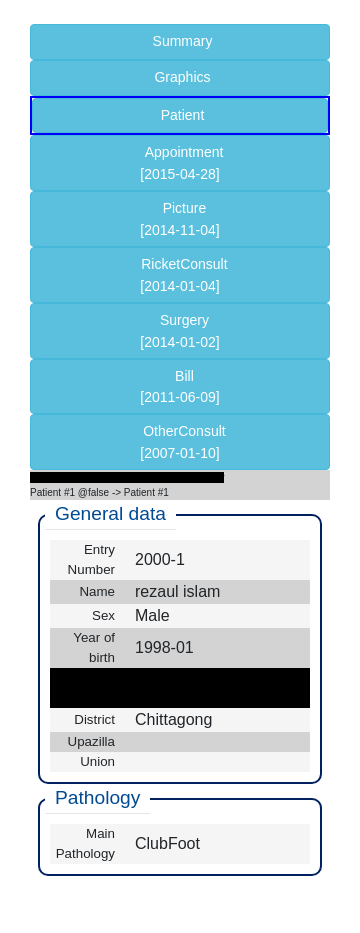 Summary
Graphics
Patient
Appointment
[2015-04-28]
Picture
[2014-11-04]
RicketConsult
[2014-01-04]
Surgery
[2014-01-02]
Bill
[2011-06-09]
OtherConsult
[2007-01-10]
Patient #1 @false -> Patient #1
General data
Entry
Number 2000-1
Name rezaul islam
Sex Male
Year of
birth 1998-01
District Chittagong
Upazilla
Union
Pathology
Main
Pathology ClubFoot